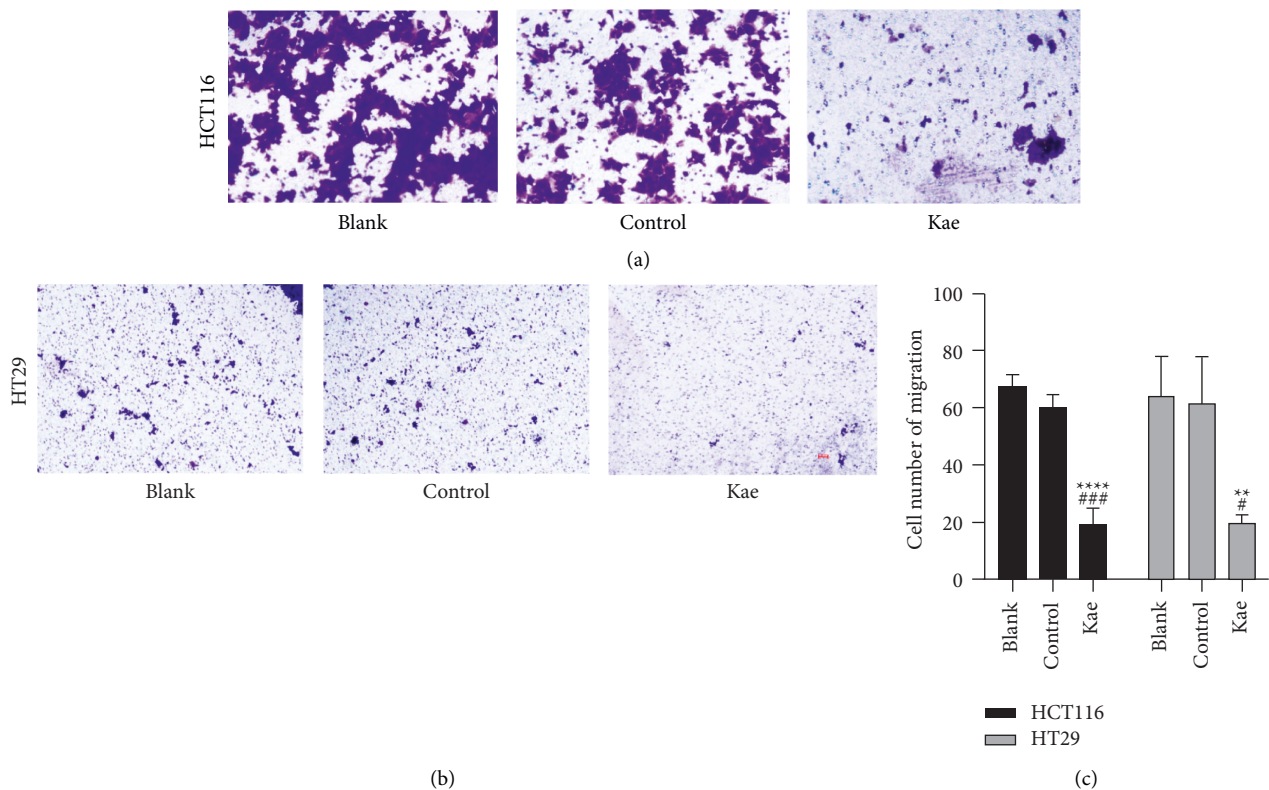 HCT116
Blank
Control
Kae
(a)
HT29
Blank
Control
Kae
(b)
Cell number of migration
100
80
60
40
20
0
****
###
**
#
Blank
Control
Kae
Blank
Control
Kae
HCT116
HT29
(c)